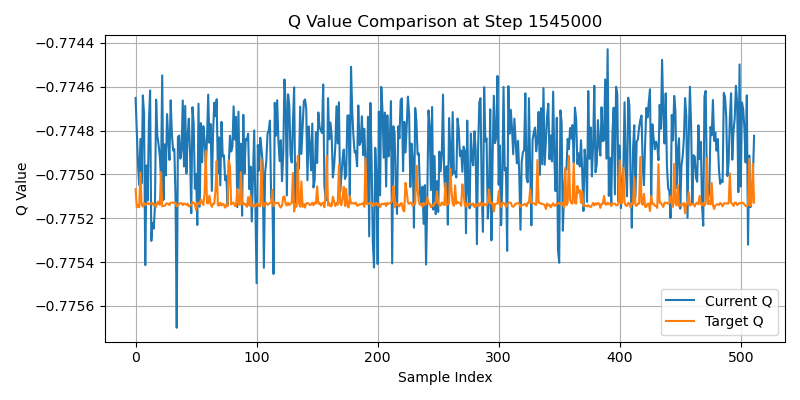 Q Value Comparison at Step 1545000
Q Value
−0.7744
−0.7746
−0.7748
−0.7750
−0.7752
−0.7754
−0.7756
0 100 200 300 400 500
Sample Index
Current Q
Target Q